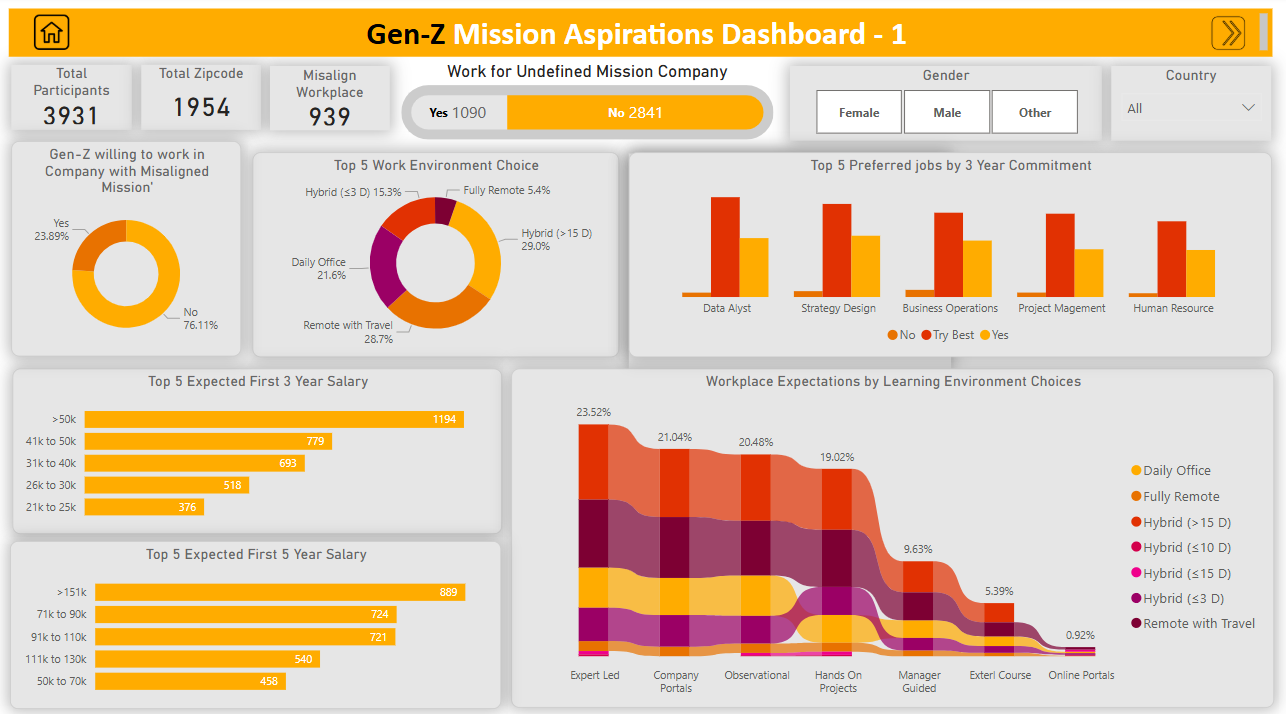 Gen-Z Mission Aspirations Dashboard - 1
Total
Participants
3931
Total Zipcode
1954
Misalign
Workplace
939
Work for Undefined Mission Company
Yes 1090
No 2841
Gender
Female
Male
Other
Country
All
Gen-Z willing to work in
Company with Misaligned
Mission'
Yes
23.89%
No
76.11%
Top 5 Work Environment Choice
Hybrid (≤3 D) 15.3%
Fully Remote 5.4%
Hybrid (>15 D)
29.0%
Daily Office
21.6%
Remote with Travel
28.7%
Top 5 Preferred jobs by 3 Year Commitment
Data Alyst
Strategy Design
Business Operations
Project Magement
Human Resource
No
Try Best
Yes
Top 5 Expected First 3 Year Salary
>50k
1194
41k to 50k
779
31k to 40k
693
26k to 30k
518
21k to 25k
376
Top 5 Expected First 5 Year Salary
>151k
889
71k to 90k
724
91k to 110k
721
111k to 130k
540
50k to 70k
458
Workplace Expectations by Learning Environment Choices
23.52%
21.04%
20.48%
19.02%
9.63%
5.39%
0.92%
Expert Led
Company
Portals
Observational
Hands On
Projects
Manager
Guided
Exterl Course
Online Portals
Daily Office
Fully Remote
Hybrid (>15 D)
Hybrid (≤10 D)
Hybrid (≤15 D)
Hybrid (≤3 D)
Remote with Travel